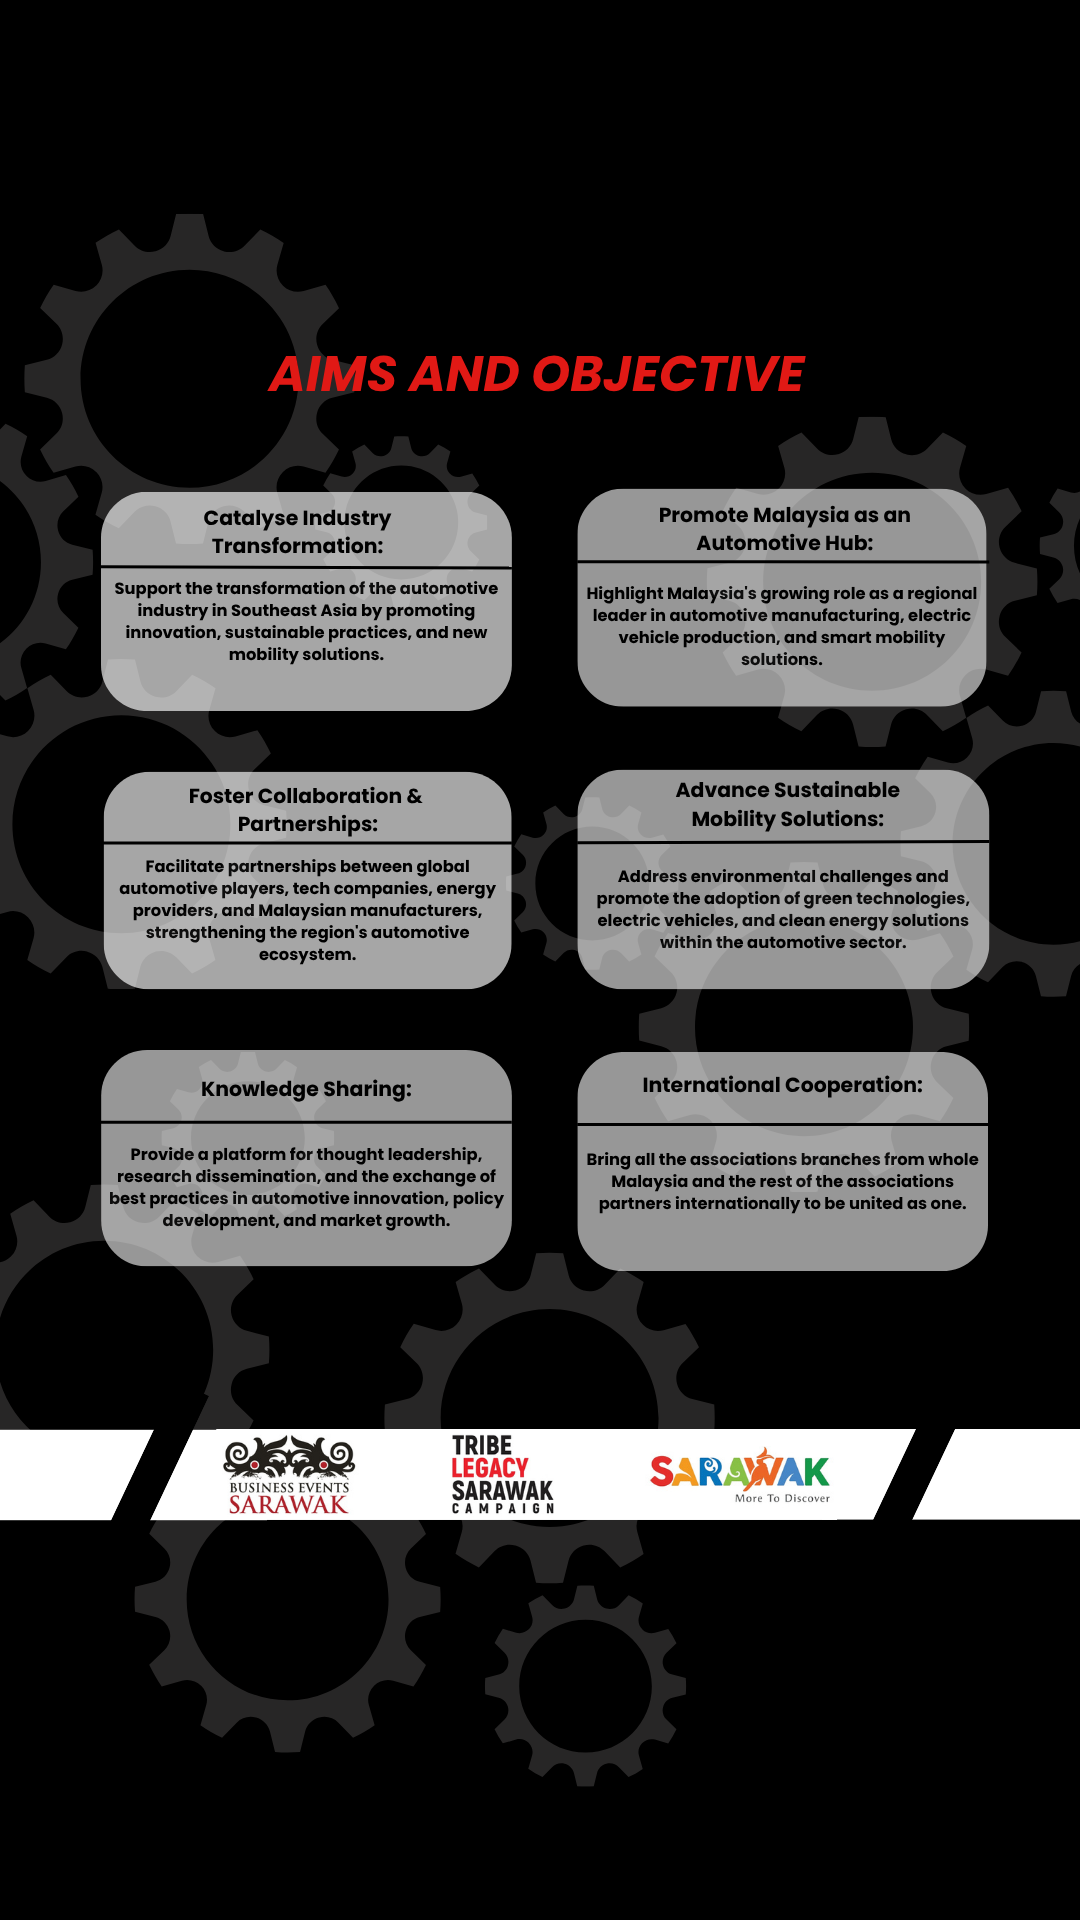 AIMS AND OBJECTIVE
Catalyse Industry
Transformation:
Support the transformation of the automotive
industry in Southeast Asia by promoting
innovation, sustainable practices, and new
mobility solutions.
Promote Malaysia as an
Automotive Hub:
Highlight Malaysia's growing role as a regional
leader in automotive manufacturing, electric
vehicle production, and smart mobility
solutions.
Foster Collaboration &
Partnerships:
Facilitate partnerships between global
automotive players, tech companies, energy
providers, and Malaysian manufacturers,
strengthening the region's automotive
ecosystem.
Advance Sustainable
Mobility Solutions:
Address environmental challenges and
promote the adoption of green technologies,
electric vehicles, and clean energy solutions
within the automotive sector.
Knowledge Sharing:
Provide a platform for thought leadership,
research dissemination, and the exchange of
best practices in automotive innovation, policy
development, and market growth.
International Cooperation:
Bring all the associations branches from whole
Malaysia and the rest of the associations
partners internationally to be united as one.
BUSINESS EVENTS
SARAWAK
TRIBE
LEGACY
SARAWAK
CAMPAIGN
SARAWAK
More To Discover